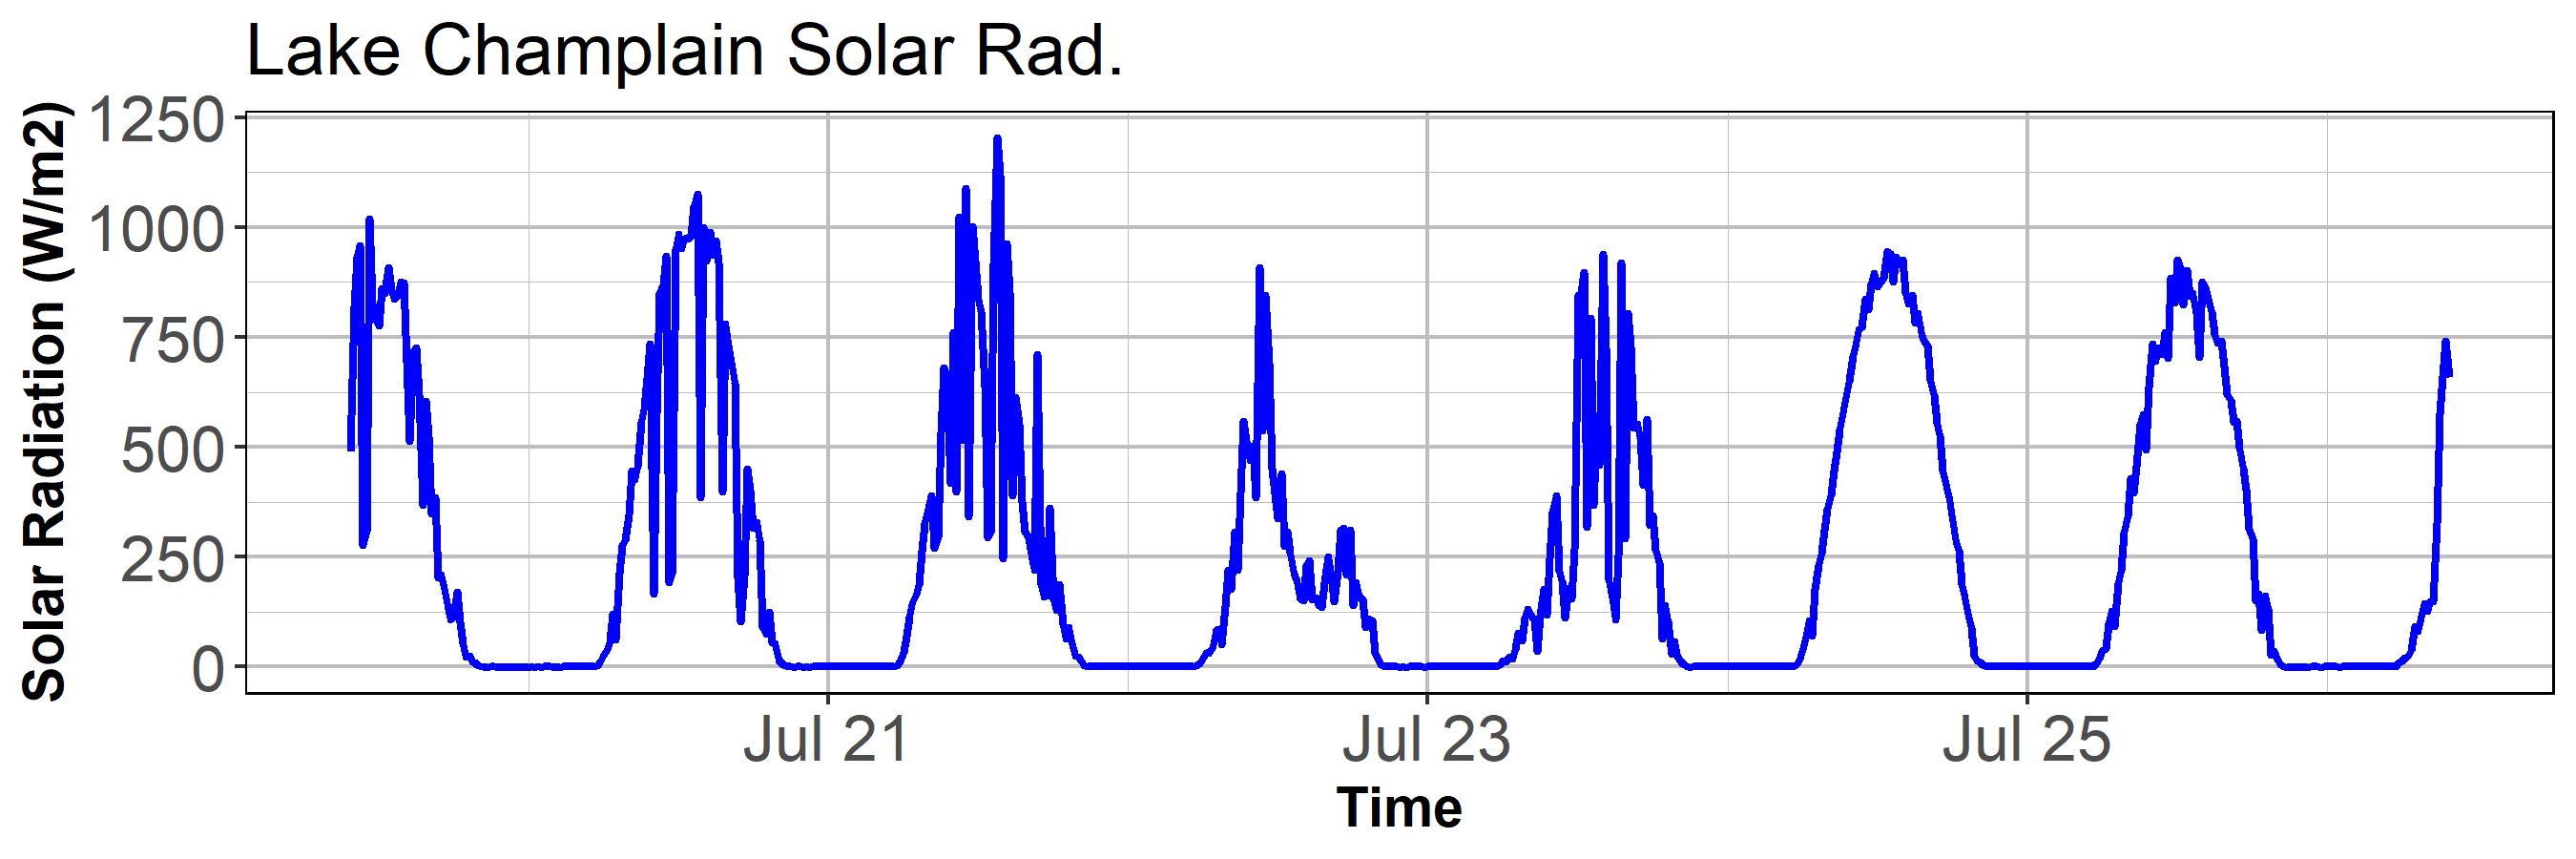 Lake Champlain Solar Rad.
Solar Radiation (W/m2)
1250
1000
750
500
250
0
Jul 21 Jul 23 Jul 25
Time